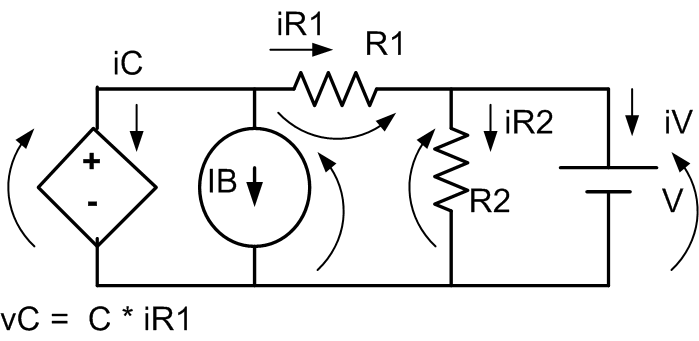 iR1
R1
iC
iR2
iV
+
-
IB
R2
V
vC = C * iR1